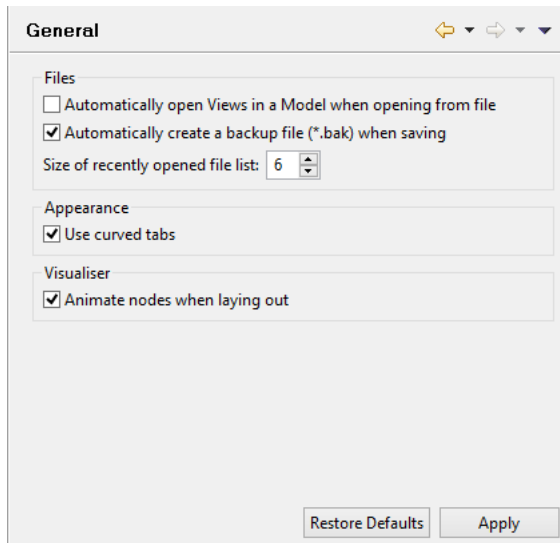 General
Files
Automatically open Views in a Model when opening from file
Automatically create a backup file (*.bak) when saving
Size of recently opened file list: 6
Appearance
Use curved tabs
Visualiser
Animate nodes when laying out
Restore Defaults Apply